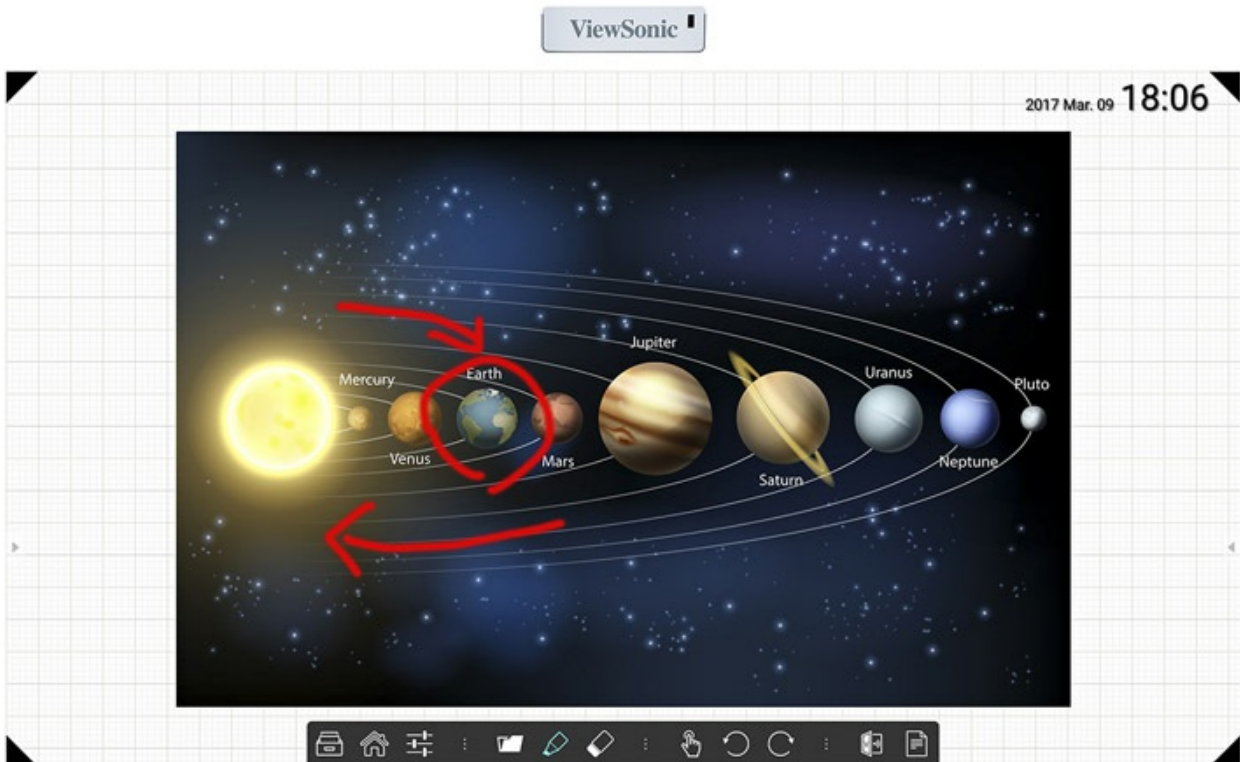 ViewSonic
2017 Mar. 09 18:06
Jupiter
Mercury
Earth
Uranus
Pluto
Venus
Mars
Saturn
Neptune